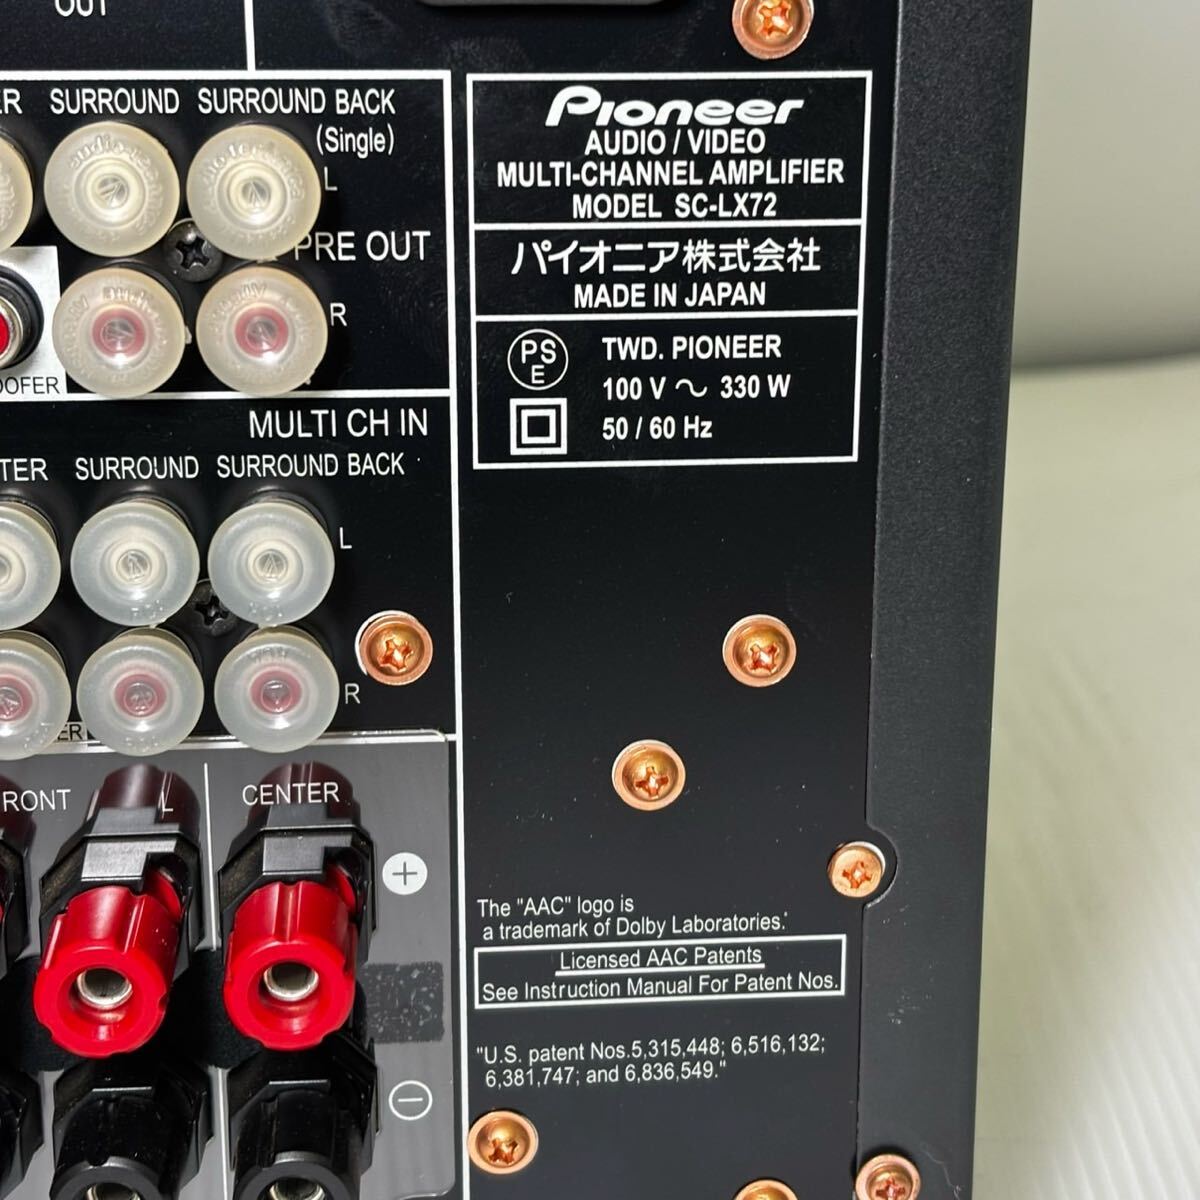 OUT
SURROUND SURROUND BACK
(Single)
L
PRE OUT
R
OOFER
MULTI CH IN
TER SURROUND SURROUND BACK
L
R
ER
RONT L CENTER
+
−
Pioneer
AUDIO / VIDEO
MULTI-CHANNEL AMPLIFIER
MODEL SC-LX72
パイオニア株式会社
MADE IN JAPAN
PS
E
TWD. PIONEER
100 V ～ 330 W
50 / 60 Hz
The "AAC" logo is
a trademark of Dolby Laboratories.
Licensed AAC Patents
See Instruction Manual For Patent Nos.
"U.S. patent Nos.5,315,448; 6,516,132;
6,381,747; and 6,836,549."